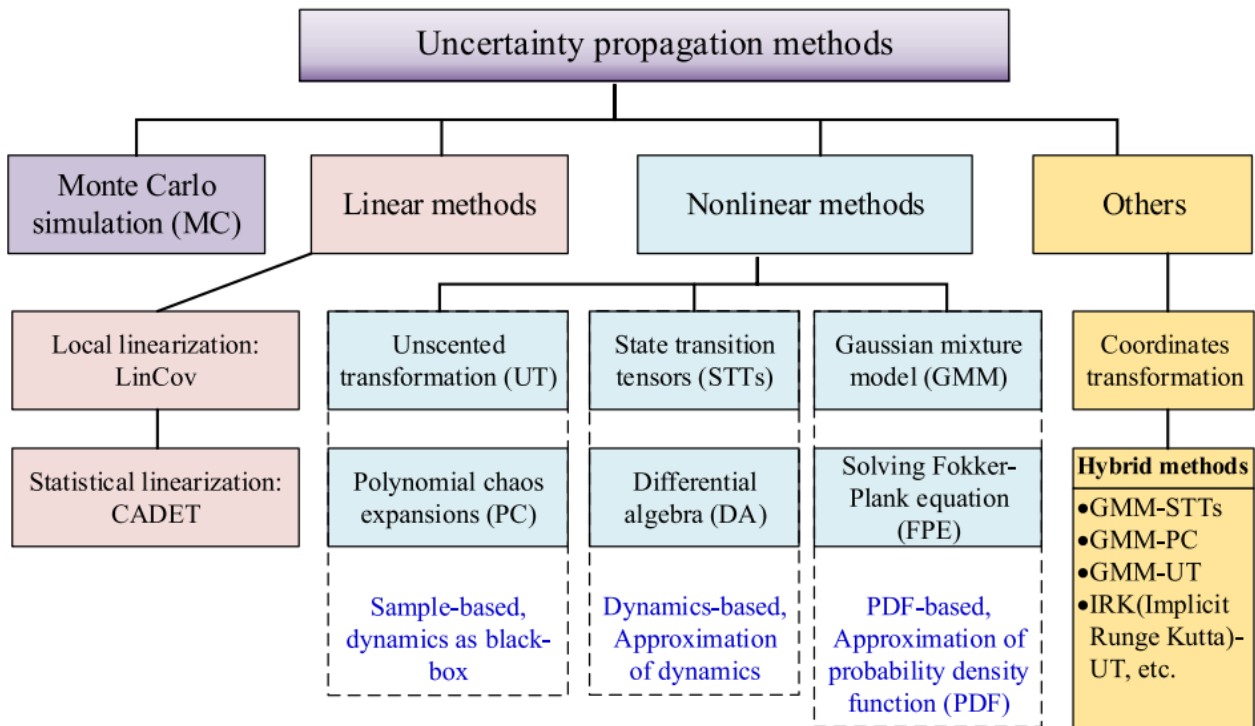 Uncertainty propagation methods
Monte Carlo
simulation (MC)
Linear methods
Nonlinear methods
Others
Local linearization:
LinCov
Statistical linearization:
CADET
Unscented
transformation (UT)
Polynomial chaos
expansions (PC)
Sample-based,
dynamics as black-
box
State transition
tensors (STTs)
Differential
algebra (DA)
Dynamics-based,
Approximation
of dynamics
Gaussian mixture
model (GMM)
Solving Fokker-
Plank equation
(FPE)
PDF-based,
Approximation of
probability density
function (PDF)
Coordinates
transformation
Hybrid methods
•GMM-STTs
•GMM-PC
•GMM-UT
•IRK(Implicit
Runge Kutta)-
UT, etc.